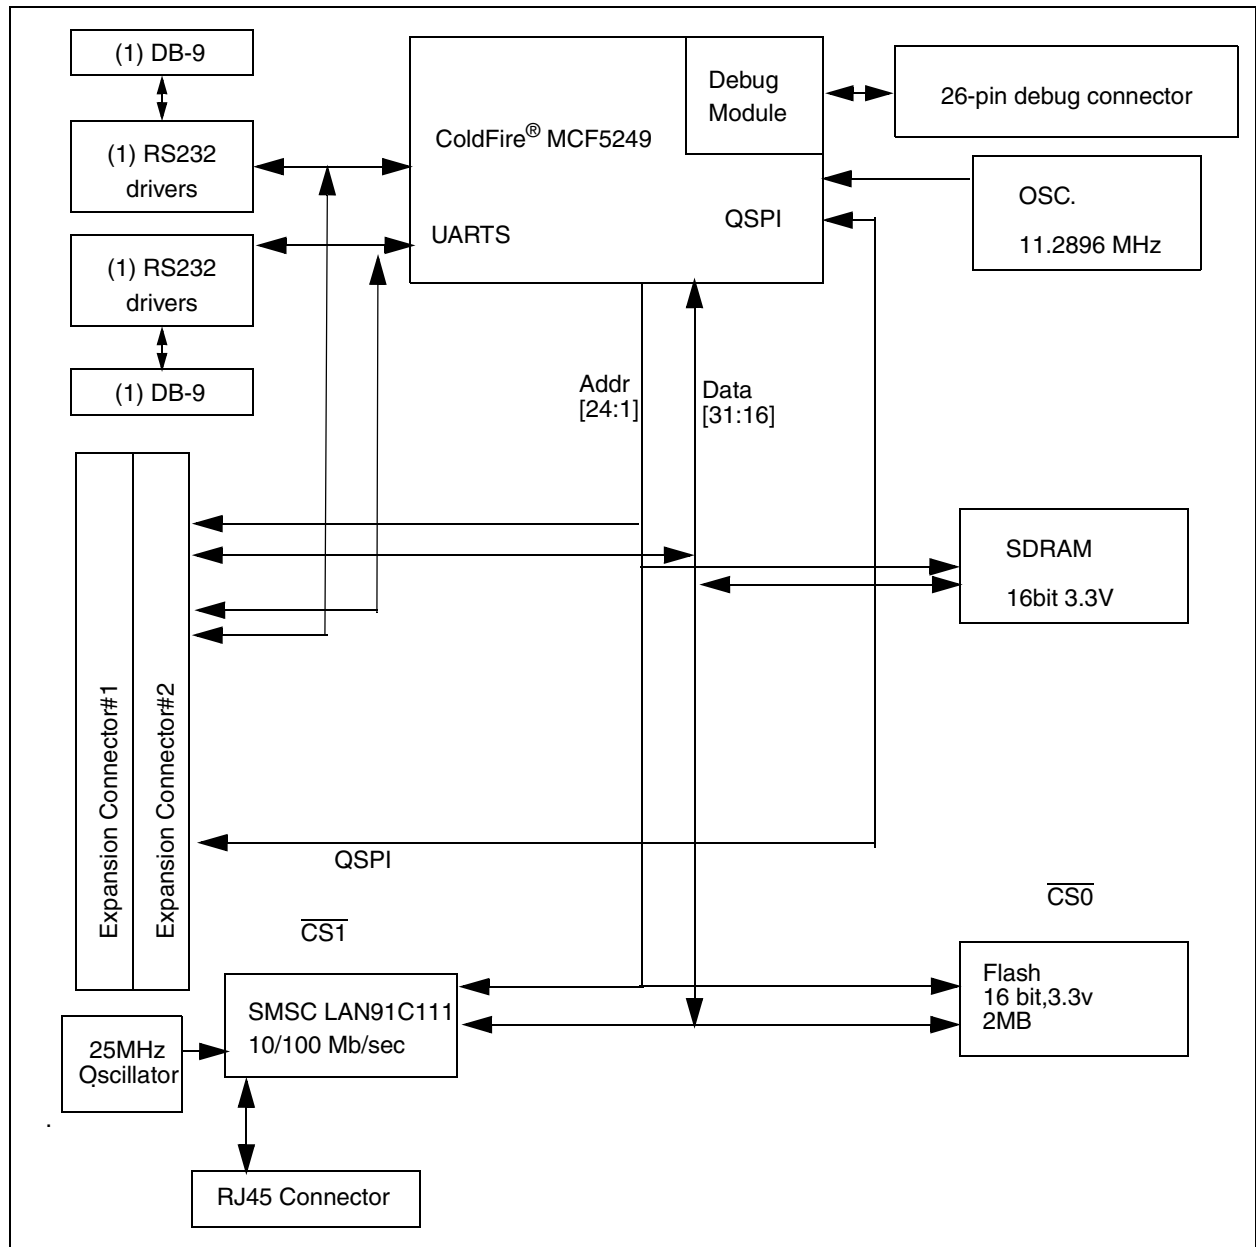 (1) DB-9
(1) RS232
drivers
(1) RS232
drivers
(1) DB-9
ColdFire® MCF5249
Debug
Module
UARTS
QSPI
26-pin debug connector
OSC.
11.2896 MHz
Addr
[24:1]
Data
[31:16]
SDRAM
16bit 3.3V
Expansion Connector#1
Expansion Connector#2
QSPI
CS1
CS0
SMSC LAN91C111
10/100 Mb/sec
Flash
16 bit,3.3v
2MB
25MHz
Oscillator
RJ45 Connector